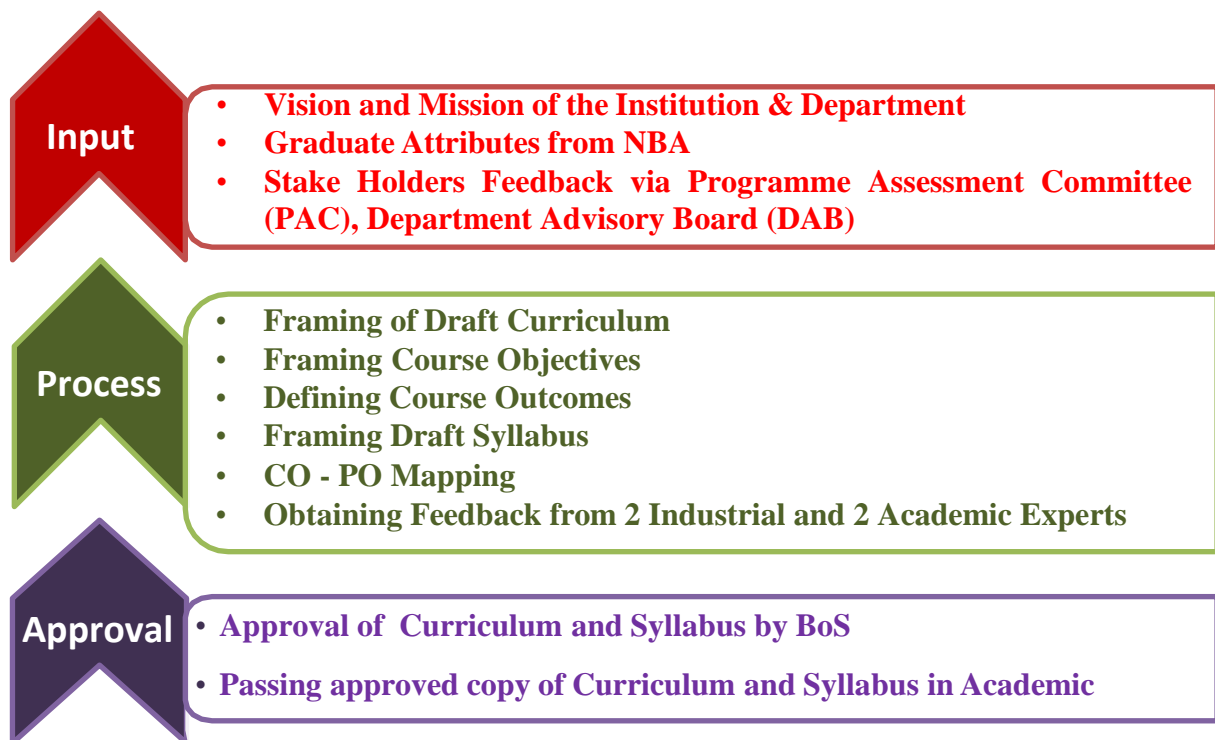 Input
• Vision and Mission of the Institution & Department
• Graduate Attributes from NBA
• Stake Holders Feedback via Programme Assessment Committee
(PAC), Department Advisory Board (DAB)
Process
• Framing of Draft Curriculum
• Framing Course Objectives
• Defining Course Outcomes
• Framing Draft Syllabus
• CO - PO Mapping
• Obtaining Feedback from 2 Industrial and 2 Academic Experts
Approval
• Approval of Curriculum and Syllabus by BoS
• Passing approved copy of Curriculum and Syllabus in Academic